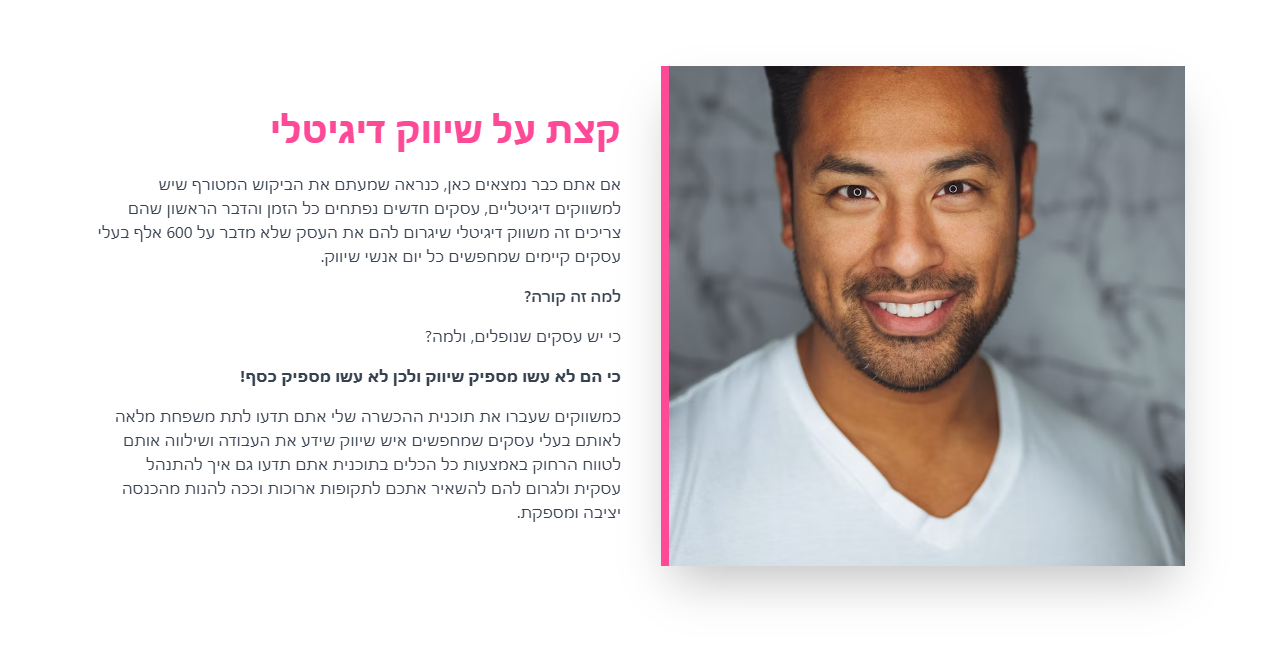 קצת על שיווק דיגיטלי
אם אתם כבר נמצאים כאן, כנראה שמעתם את הביקוש המטורף שיש
למשווקים דיגיטליים, עסקים חדשים נפתחים כל הזמן והדבר הראשון שהם
צריכים זה משווק דיגיטלי שיגרום להם את העסק שלא מדבר על 600 אלף בעלי
עסקים קיימים שמחפשים כל יום אנשי שיווק.
למה זה קורה?
כי יש עסקים שנופלים, ולמה?
כי הם לא עשו מספיק שיווק ולכן לא עשו מספיק כסף!
כמשווקים שעברו את תוכנית ההכשרה שלי אתם תדעו לתת משפחת מלאה
לאותם בעלי עסקים שמחפשים איש שיווק שידע את העבודה ושילווה אותם
לטווח הרחוק באמצעות כל הכלים בתוכנית אתם תדעו גם איך להתנהל
עסקית ולגרום להם להשאיר אתכם לתקופות ארוכות וככה להנות מהכנסה
יציבה ומספקת.